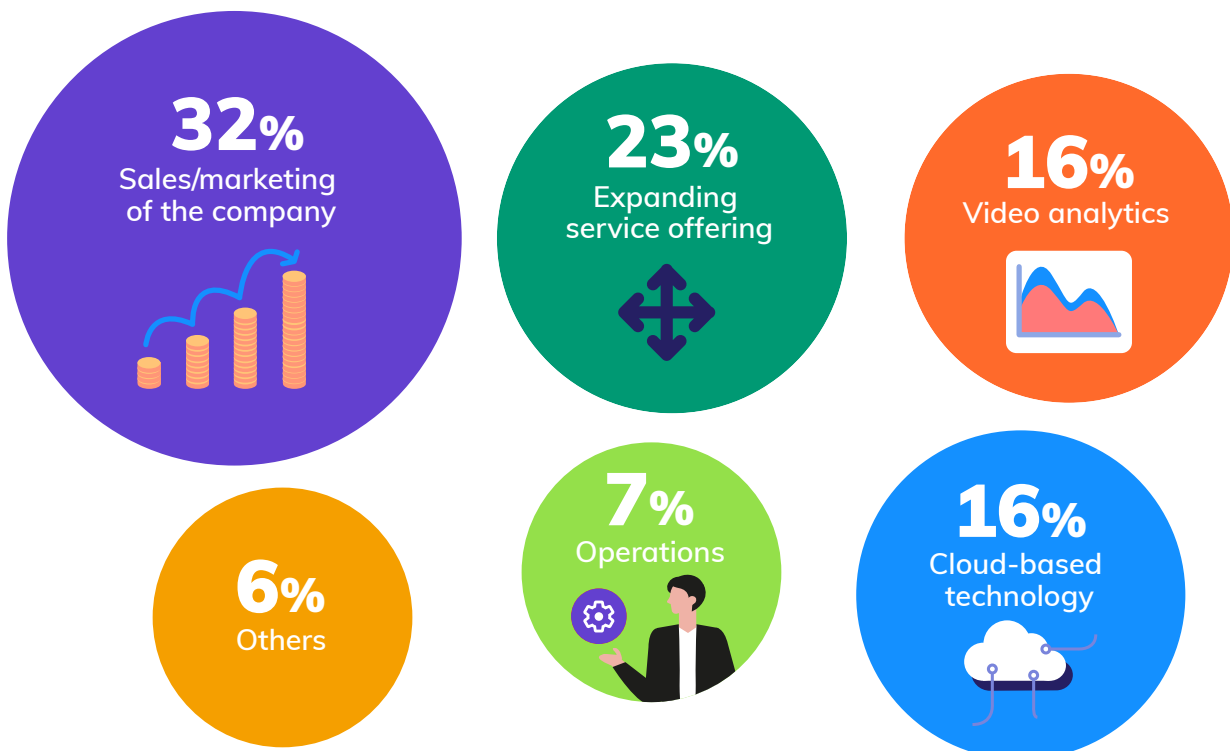 32%
Sales/marketing
of the company
23%
Expanding
service offering
16%
Video analytics
6%
Others
7%
Operations
16%
Cloud-based
technology